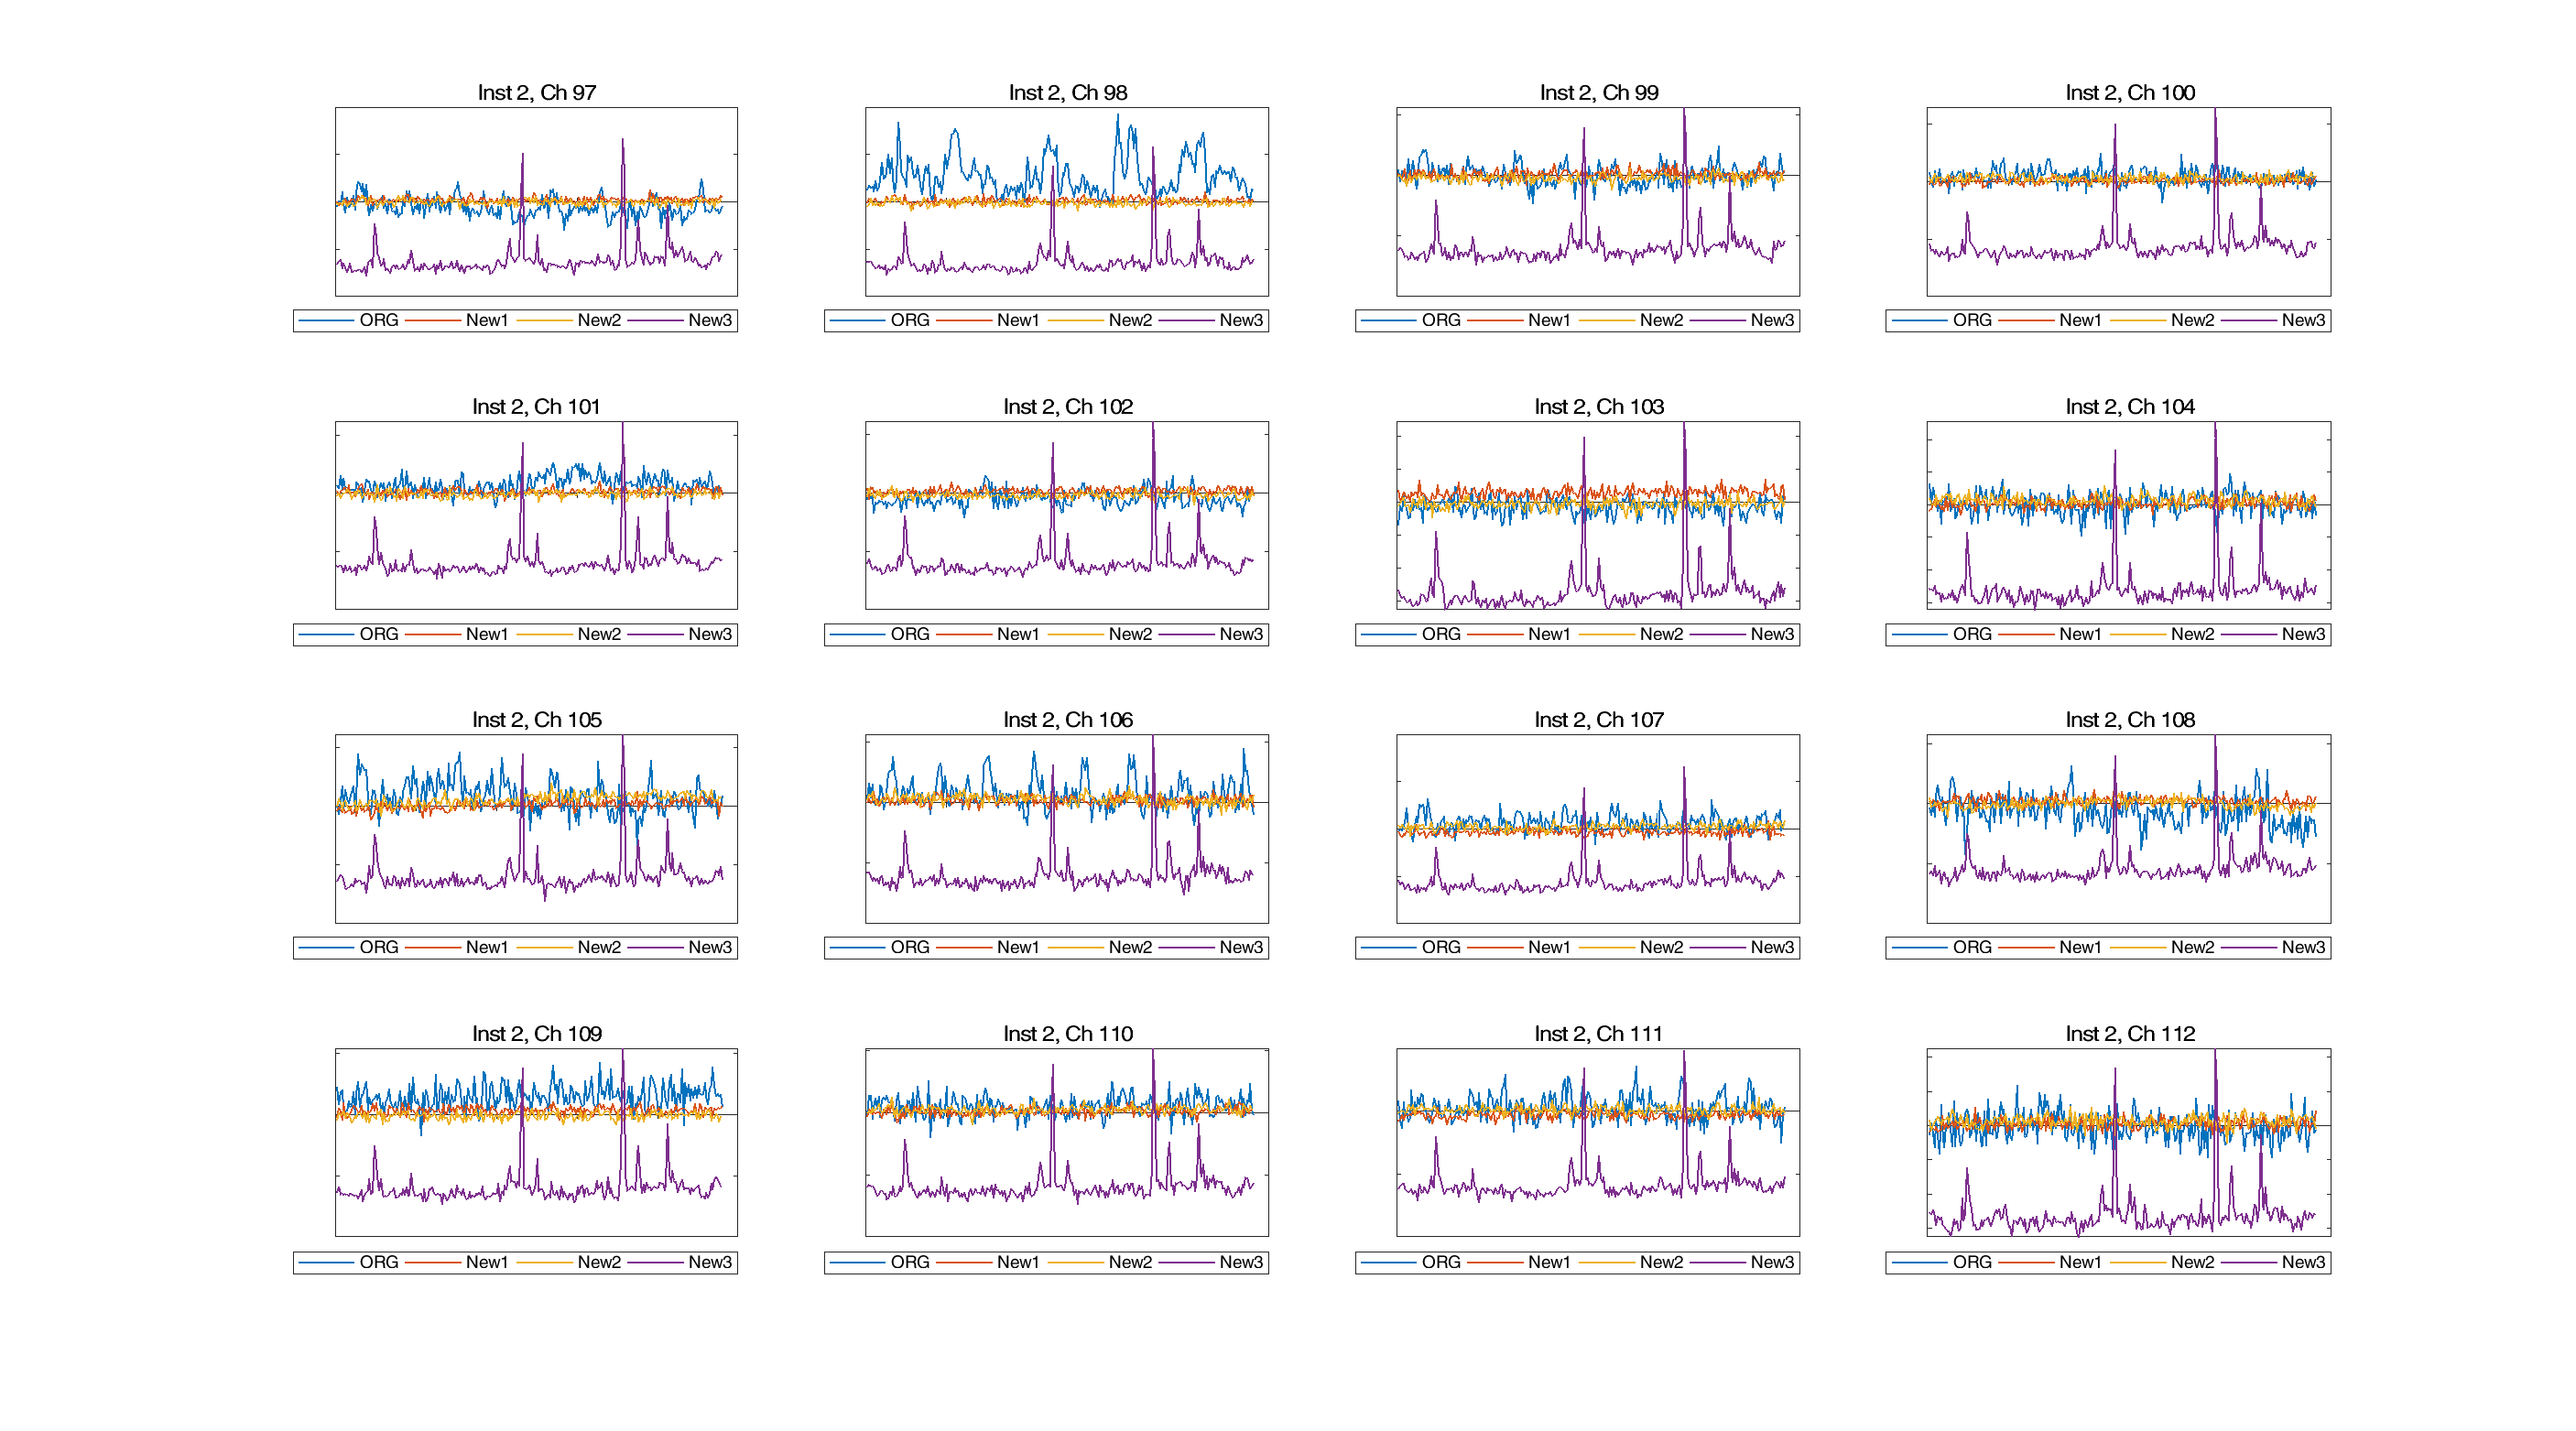 Inst 2, Ch 97
Inst 2, Ch 98
Inst 2, Ch 99
Inst 2, Ch 100
ORG New1 New2 New3
ORG New1 New2 New3
ORG New1 New2 New3
ORG New1 New2 New3
Inst 2, Ch 101
Inst 2, Ch 102
Inst 2, Ch 103
Inst 2, Ch 104
ORG New1 New2 New3
ORG New1 New2 New3
ORG New1 New2 New3
ORG New1 New2 New3
Inst 2, Ch 105
Inst 2, Ch 106
Inst 2, Ch 107
Inst 2, Ch 108
ORG New1 New2 New3
ORG New1 New2 New3
ORG New1 New2 New3
ORG New1 New2 New3
Inst 2, Ch 109
Inst 2, Ch 110
Inst 2, Ch 111
Inst 2, Ch 112
ORG New1 New2 New3
ORG New1 New2 New3
ORG New1 New2 New3
ORG New1 New2 New3